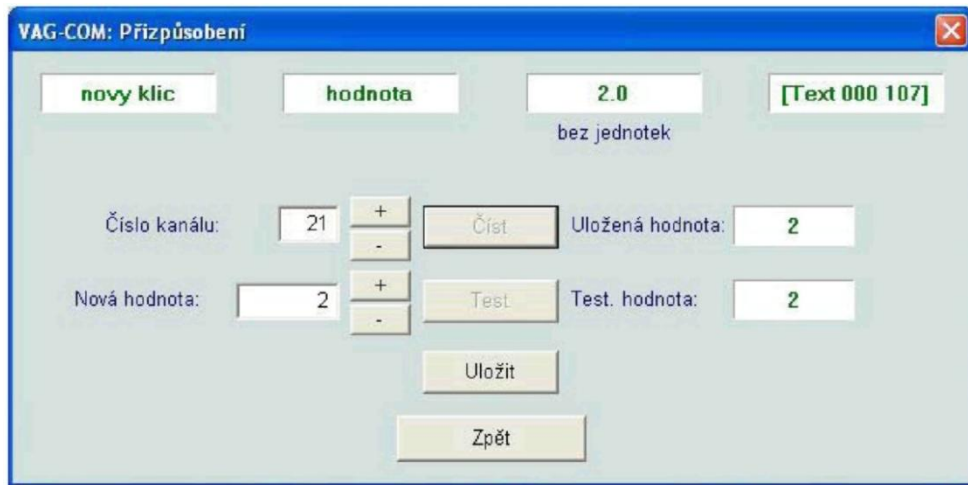 VAG-COM: Přizpůsobení
novy klic hodnota 2.0 [Text 000 107]
bez jednotek
Číslo kanálu: 21 + - Číst Uložená hodnota: 2
Nová hodnota: 2 + - Test Test. hodnota: 2
Uložit
Zpět